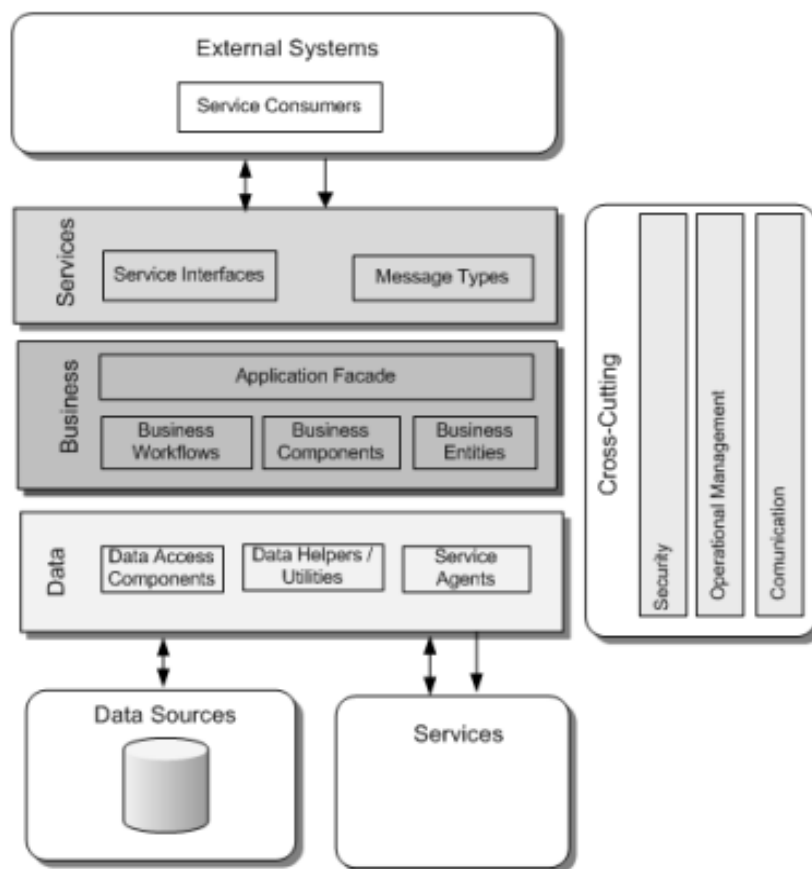 External Systems
Service Consumers
Services
Service Interfaces
Message Types
Business
Application Facade
Business
Workflows
Business
Components
Business
Entities
Data
Data Access
Components
Data Helpers /
Utilities
Service
Agents
Data Sources
Services
Cross-Cutting
Security
Operational Management
Comunication